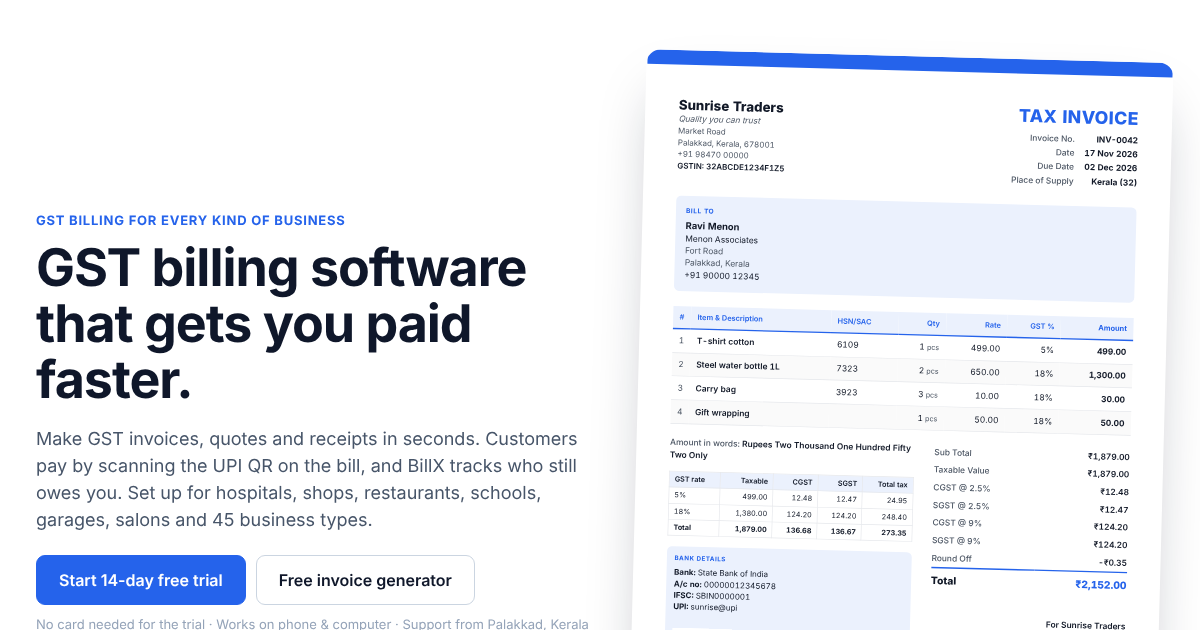 GST BILLING FOR EVERY KIND OF BUSINESS
GST billing software
that gets you paid
faster.
Make GST invoices, quotes and receipts in seconds. Customers
pay by scanning the UPI QR on the bill, and BillX tracks who still
owes you. Set up for hospitals, shops, restaurants, schools,
garages, salons and 45 business types.
Start 14-day free trial
Free invoice generator
No card needed for the trial · Works on phone & computer · Support from Palakkad, Kerala
Sunrise Traders
Quality you can trust
Market Road
Palakkad, Kerala, 678001
+91 98470 00000
GSTIN: 32ABCDE1234F1Z5
TAX INVOICE
Invoice No. INV-0042
Date 17 Nov 2026
Due Date 02 Dec 2026
Place of Supply Kerala (32)
BILL TO
Ravi Menon
Menon Associates
Fort Road
Palakkad, Kerala
+91 90000 12345
# Item & Description HSN/SAC Qty Rate GST % Amount
1 T-shirt cotton 6109 1 pcs 499.00 5% 499.00
2 Steel water bottle 1L 7323 2 pcs 650.00 18% 1,300.00
3 Carry bag 3923 3 pcs 10.00 18% 30.00
4 Gift wrapping 1 pcs 50.00 18% 50.00
Amount in words: Rupees Two Thousand One Hundred Fifty
Two Only
GST rate Taxable CGST SGST Total tax
5% 499.00 12.48 12.47 24.95
18% 1,380.00 124.20 124.20 248.40
Total 1,879.00 136.68 136.67 273.35
BANK DETAILS
Bank: State Bank of India
A/c no: 00000012345678
IFSC: SBIN0000001
UPI: sunrise@upi
Sub Total ₹1,879.00
Taxable Value ₹1,879.00
CGST @ 2.5% ₹12.48
SGST @ 2.5% ₹12.47
CGST @ 9% ₹124.20
SGST @ 9% ₹124.20
Round Off -₹0.35
Total ₹2,152.00
For Sunrise Traders